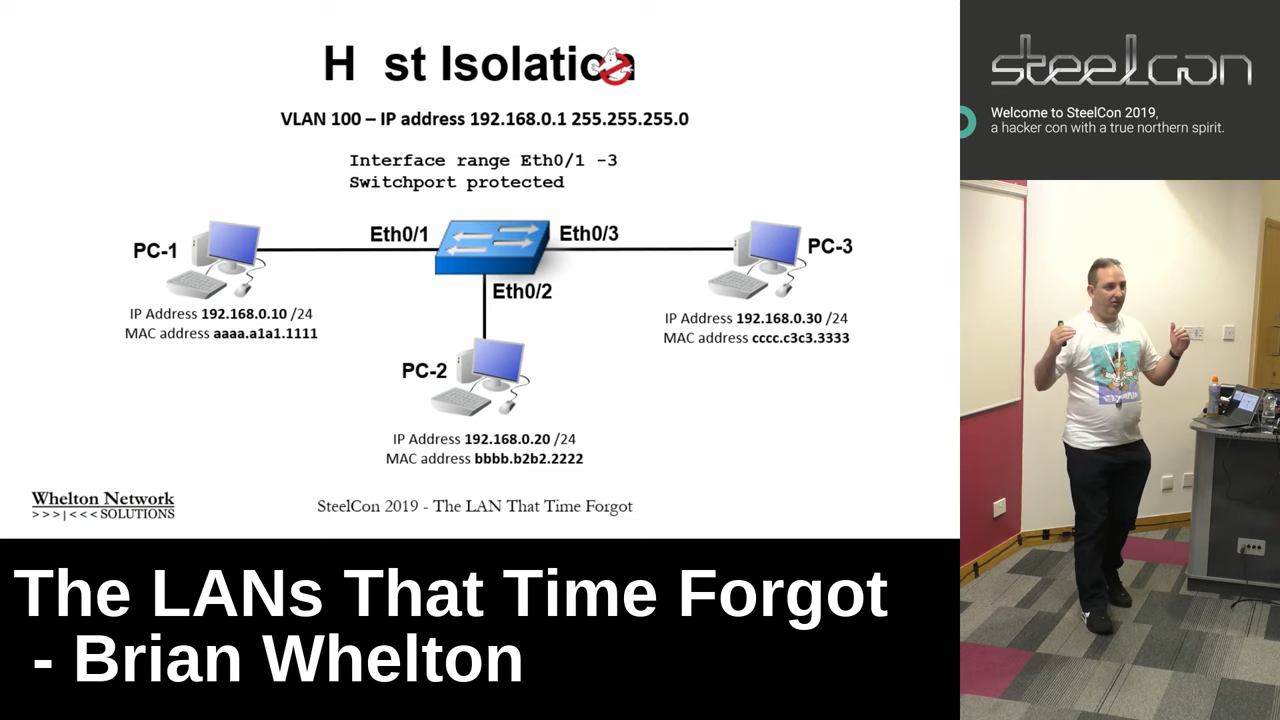 H st Isolation
VLAN 100 – IP address 192.168.0.1 255.255.255.0
Interface range Eth0/1 -3
Switchport protected
PC-1
Eth0/1
Eth0/3
PC-3
Eth0/2
IP Address 192.168.0.10 /24
MAC address aaaa.a1a1.1111
IP Address 192.168.0.30 /24
MAC address cccc.c3c3.3333
PC-2
IP Address 192.168.0.20 /24
MAC address bbbb.b2b2.2222
Whelton Network
>>>|<<< SOLUTIONS
SteelCon 2019 - The LAN That Time Forgot
The LANs That Time Forgot
- Brian Whelton
steelcon
Welcome to SteelCon 2019,
a hacker con with a true northern spirit.